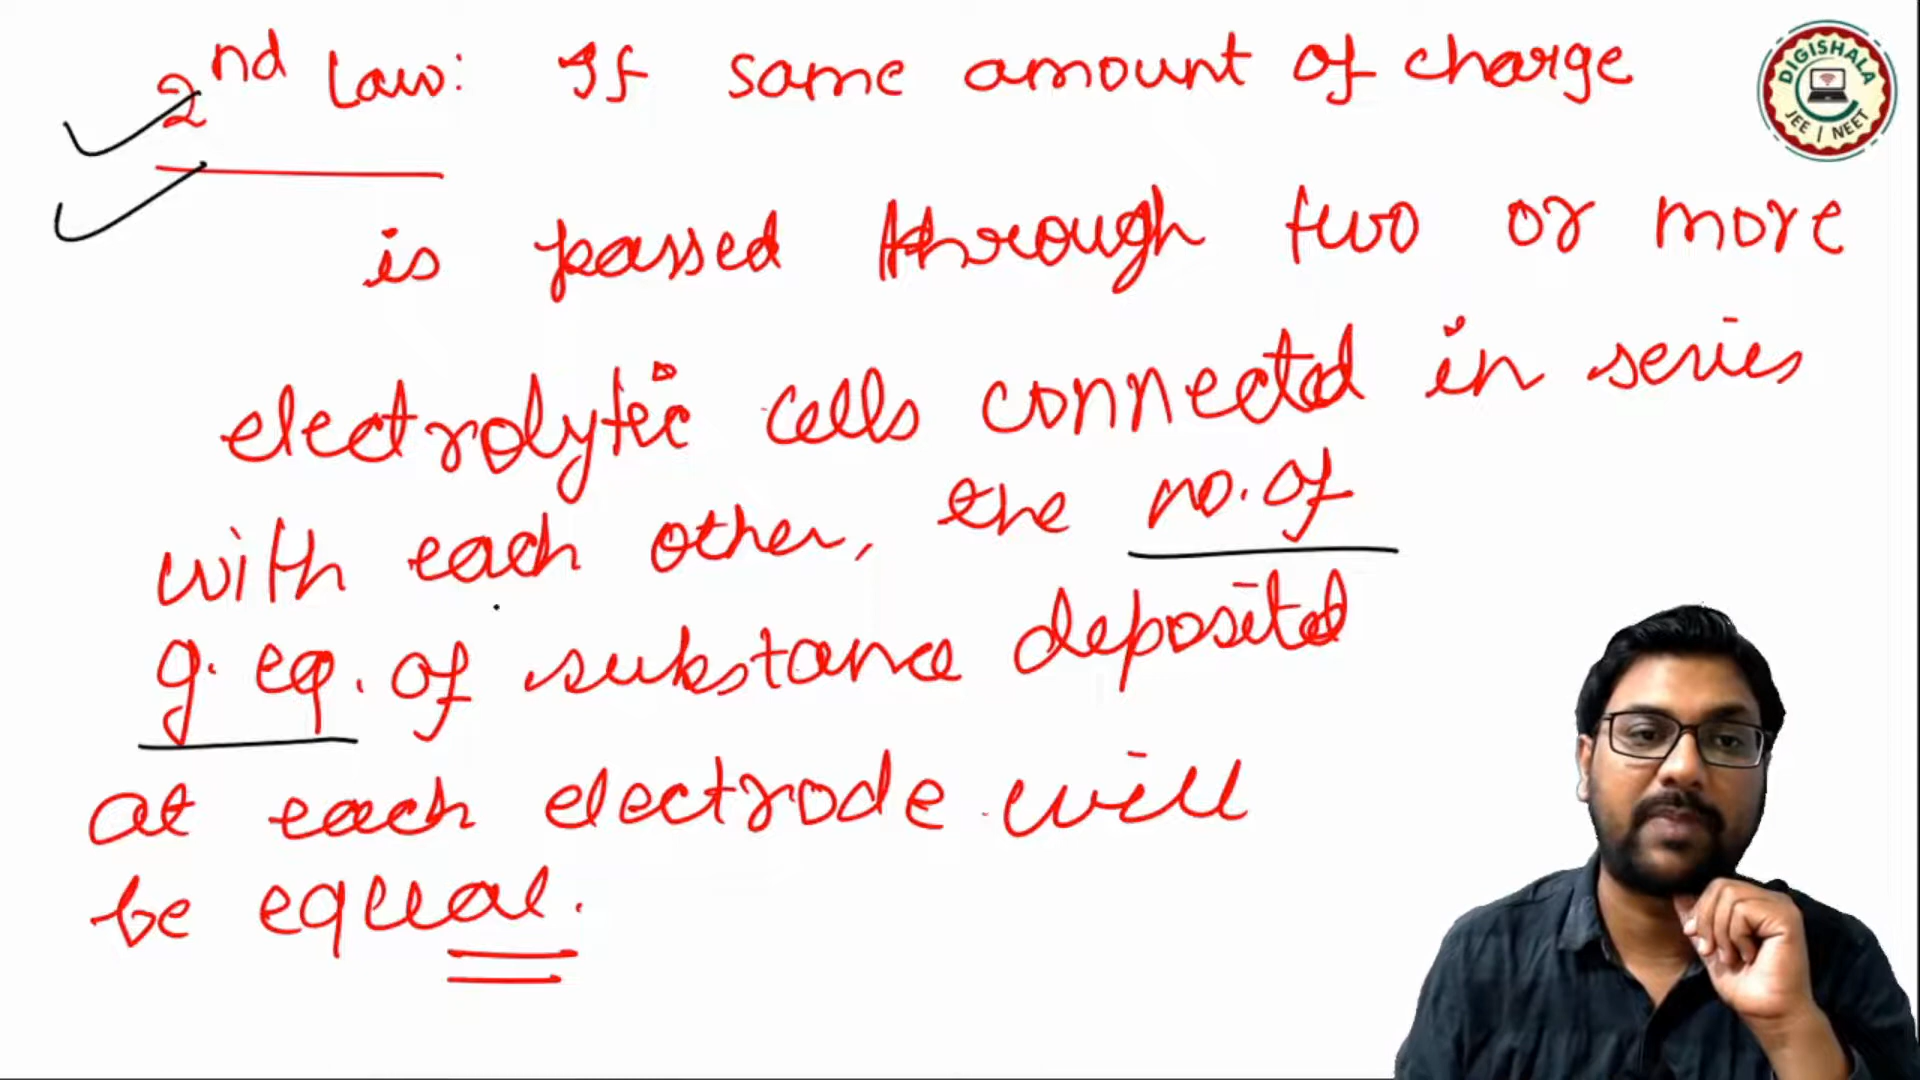 2nd Law: If same amount of charge
is passed through two or more
electrolytic cells connected in series
with each other, the no. of
g. eq. of substance deposited
at each electrode will
be equal.
DIGISHALA
JEE | NEET